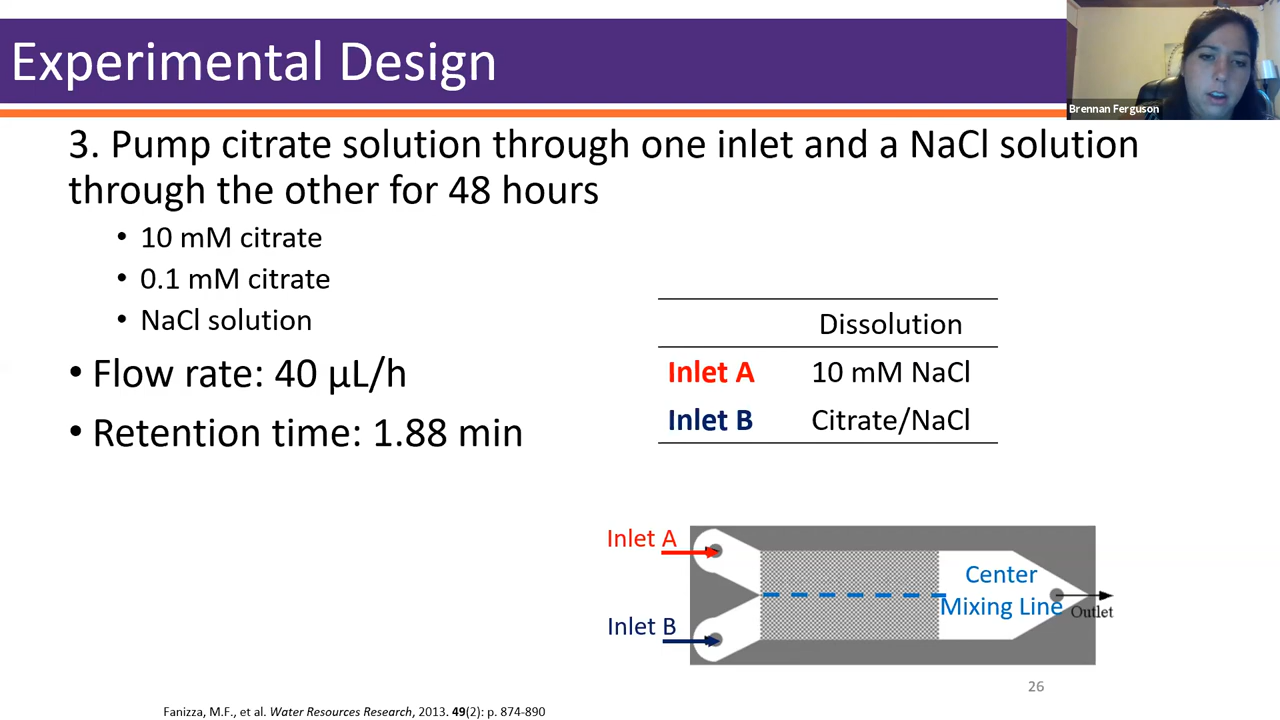 Experimental Design
Brennan Ferguson
3. Pump citrate solution through one inlet and a NaCl solution
through the other for 48 hours
• 10 mM citrate
• 0.1 mM citrate
• NaCl solution
• Flow rate: 40 µL/h
• Retention time: 1.88 min
Dissolution
Inlet A 10 mM NaCl
Inlet B Citrate/NaCl
Inlet A
Inlet B
Center
Mixing Line
Outlet
26
Fanizza, M.F., et al. Water Resources Research, 2013. 49(2): p. 874-890